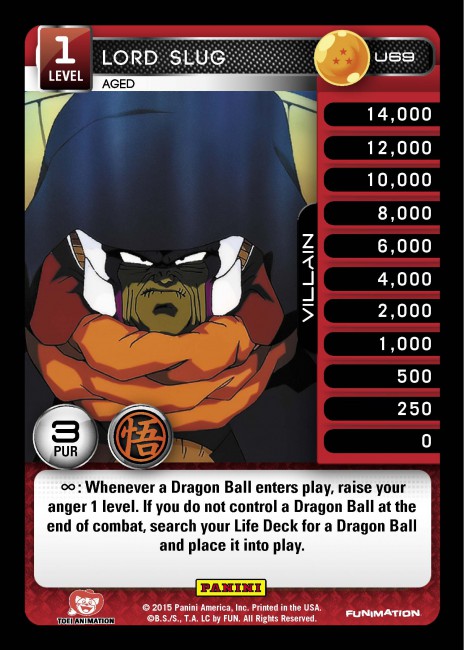 1
LEVEL
LORD SLUG
U69
AGED
14,000
12,000
10,000
8,000
6,000
4,000
2,000
1,000
500
250
0
VILLAIN
3
PUR
悟
∞: Whenever a Dragon Ball enters play, raise your
anger 1 level. If you do not control a Dragon Ball at the
end of combat, search your Life Deck for a Dragon Ball
and place it into play.
PANINI
TOEI ANIMATION
© 2015 Panini America, Inc. Printed in the USA.
©B.S./S., T.A. LC by FUN. All Rights Reserved.
FUNIMATION